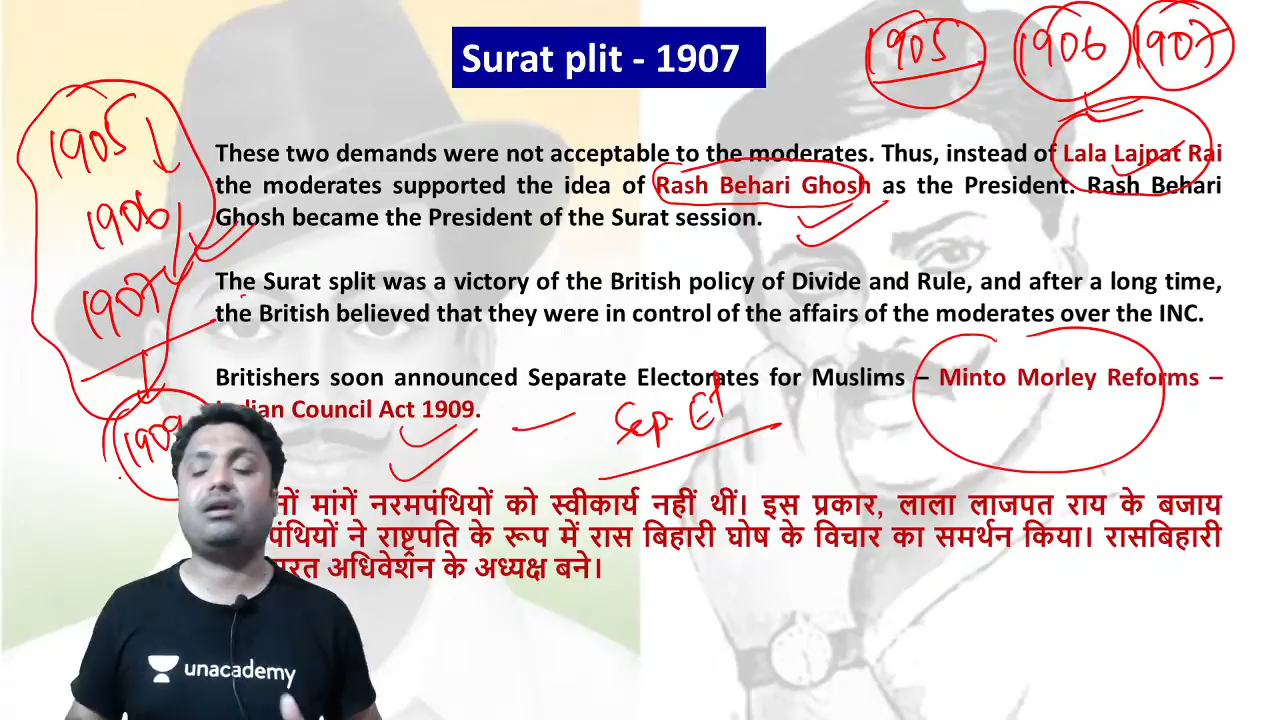 Surat plit - 1907
1905
1906
1907
1905
1906
1907
1909
These two demands were not acceptable to the moderates. Thus, instead of Lala Lajpat Rai
the moderates supported the idea of Rash Behari Ghosh as the President. Rash Behari
Ghosh became the President of the Surat session.
The Surat split was a victory of the British policy of Divide and Rule, and after a long time,
the British believed that they were in control of the affairs of the moderates over the INC.
Britishers soon announced Separate Electorates for Muslims – Minto Morley Reforms –
Indian Council Act 1909.
Sep Et
मांगें नरमपंथियों को स्वीकार्य नहीं थीं। इस प्रकार, लाला लाजपत राय के बजाय
ने राष्ट्रपति के रूप में रास बिहारी घोष के विचार का समर्थन किया। रासबिहारी
अधिवेशन के अध्यक्ष बने।
unacademy